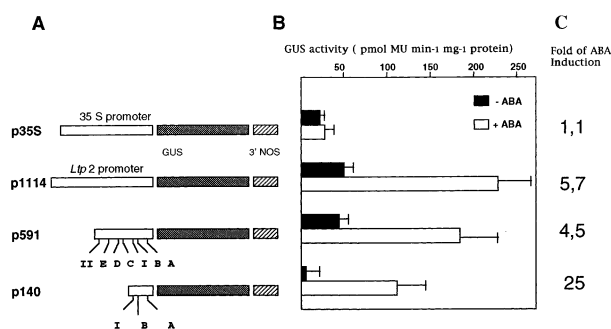 A
B
C
GUS activity ( pmol MU min-1 mg-1 protein)
Fold of ABA
Induction
50 100 150 200 250
- ABA
+ ABA
35 S promoter
p35S
1,1
GUS 3' NOS
Ltp 2 promoter
p1114
5,7
p591
4,5
II E D C I B A
p140
25
I B A